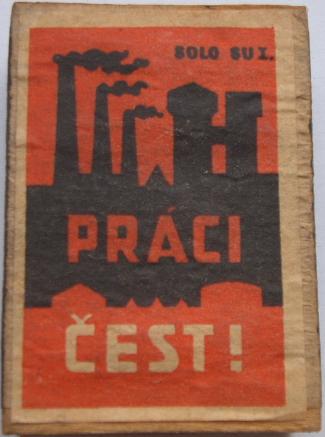 SOLO SU I.
PRÁCI
ČEST!